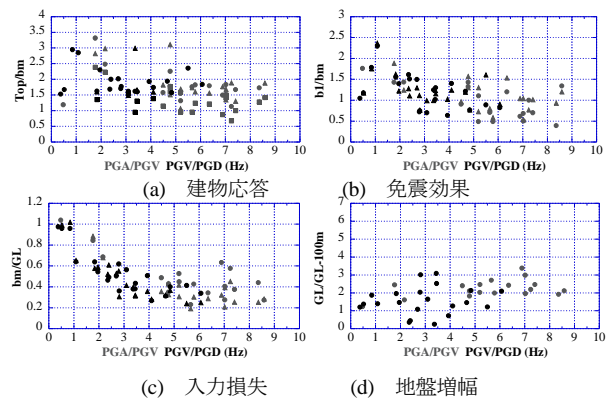 Top/bm
4
3.5
3
2.5
2
1.5
1
0.5
0
0 1 2 3 4 5 6 7 8 9 10
PGA/PGV PGV/PGD (Hz)
(a) 建物応答
b1/bm
3
2.5
2
1.5
1
0.5
0
0 1 2 3 4 5 6 7 8 9 10
PGA/PGV PGV/PGD (Hz)
(b) 免震効果
bm/GL
1.2
1
0.8
0.6
0.4
0.2
0
0 1 2 3 4 5 6 7 8 9 10
PGA/PGV PGV/PGD (Hz)
(c) 入力損失
GL/GL-100m
7
6
5
4
3
2
1
0
0 1 2 3 4 5 6 7 8 9 10
PGA/PGV PGV/PGD (Hz)
(d) 地盤増幅